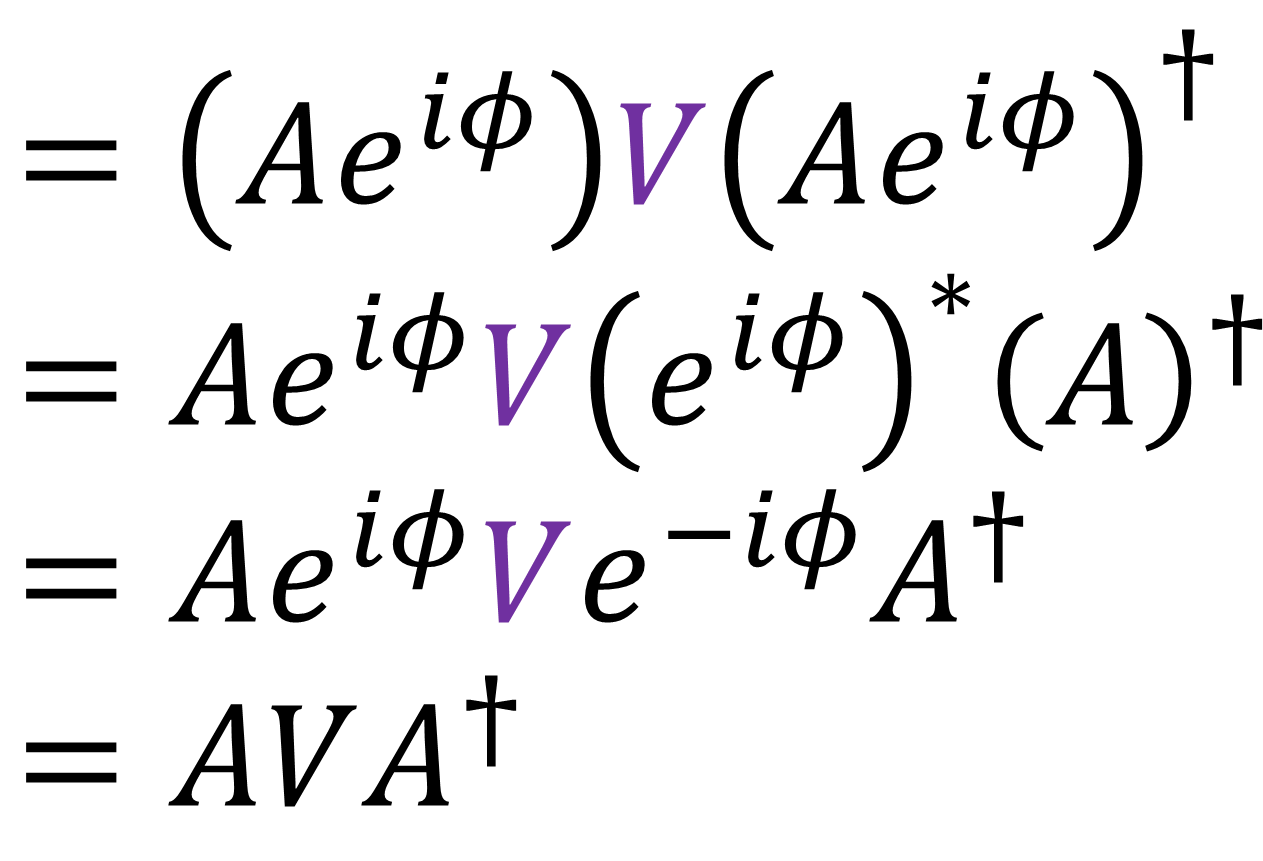 = (Ae^{iϕ})V(Ae^{iϕ})^†
= Ae^{iϕ}V(e^{iϕ})^*(A)^†
= Ae^{iϕ}Ve^{−iϕ}A^†
= AVA^†